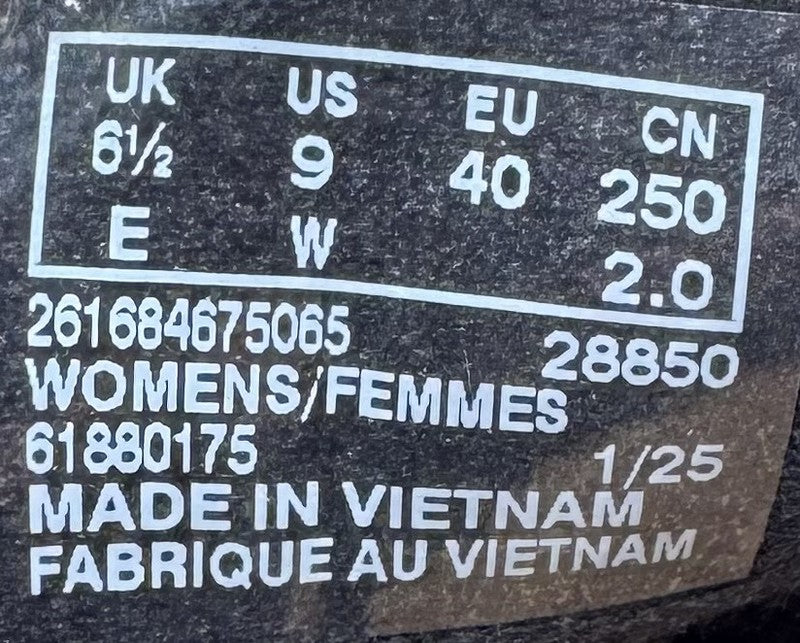 UK US EU CN
6½ 9 40 250
E W 2.0
261684675065 28850
WOMENS/FEMMES
61880175 1/25
MADE IN VIETNAM
FABRIQUE AU VIETNAM